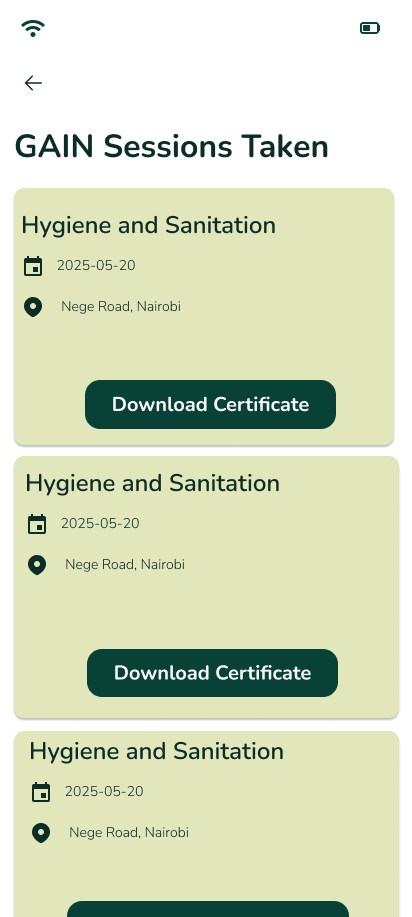 GAIN Sessions Taken
Hygiene and Sanitation
2025-05-20
Nege Road, Nairobi
Download Certificate
Hygiene and Sanitation
2025-05-20
Nege Road, Nairobi
Download Certificate
Hygiene and Sanitation
2025-05-20
Nege Road, Nairobi